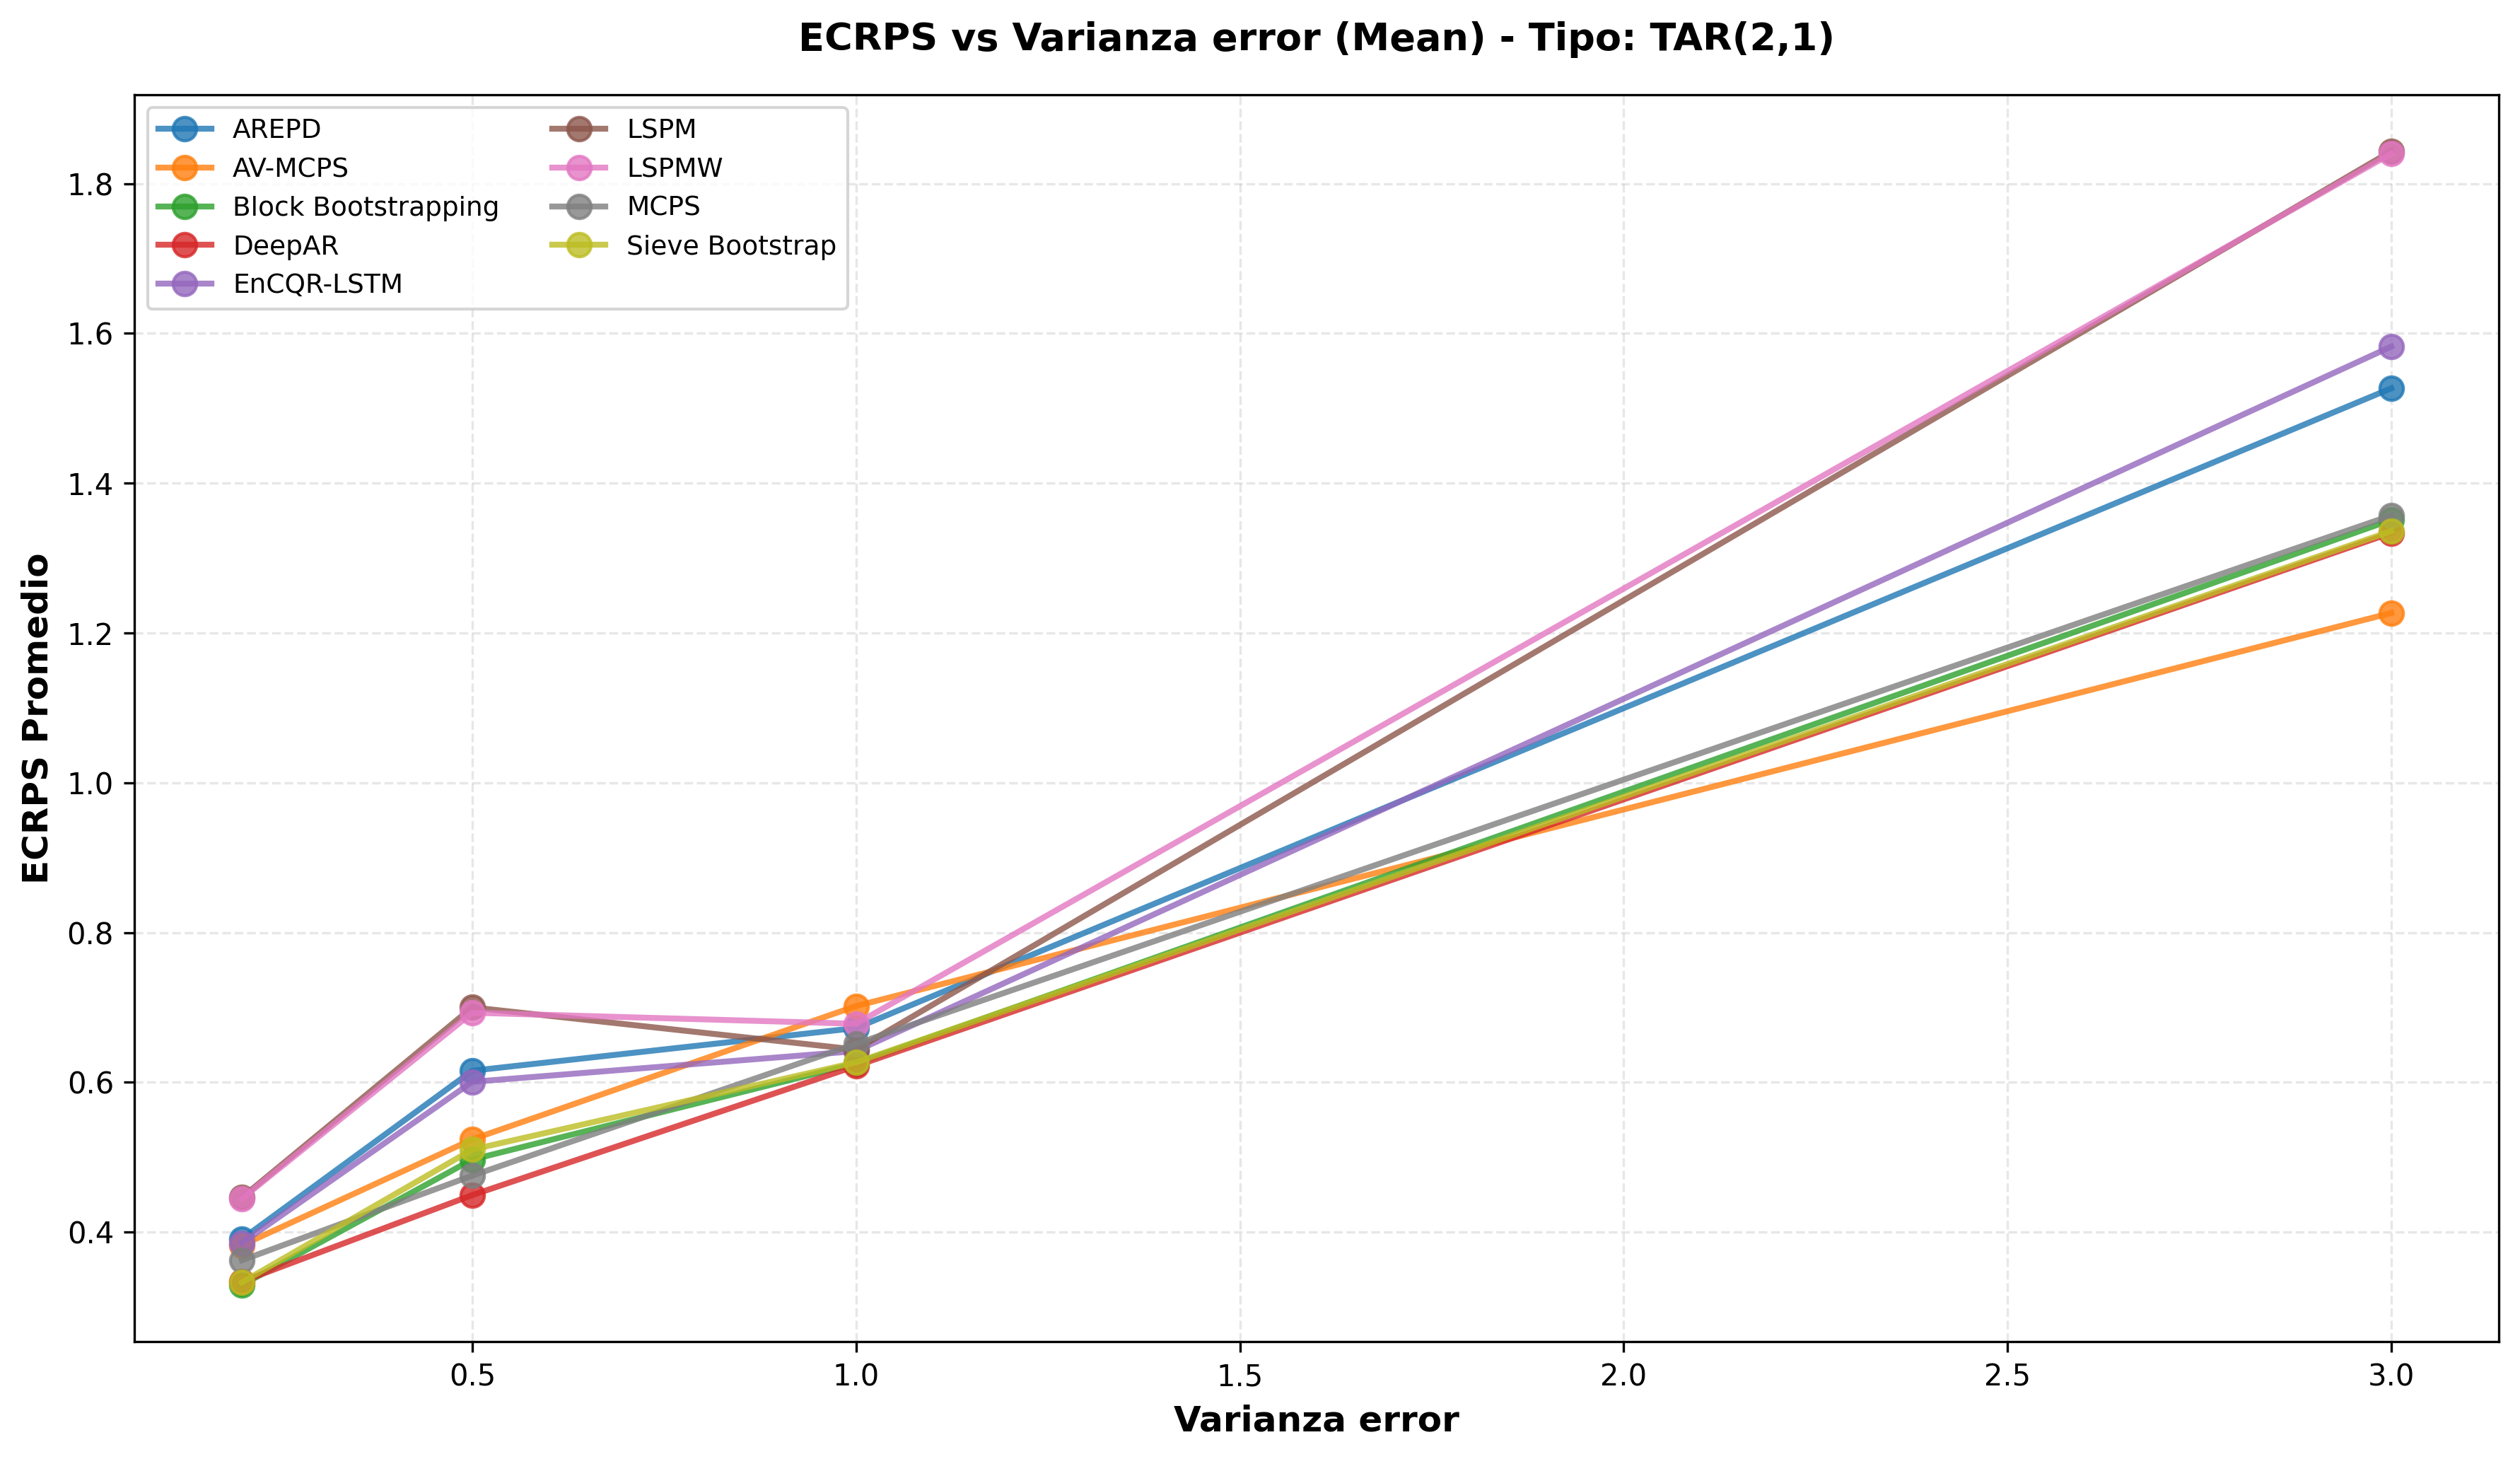 ECRPS vs Varianza error (Mean) - Tipo: TAR(2,1)
AREPD
AV-MCPS
Block Bootstrapping
DeepAR
EnCQR-LSTM
LSPM
LSPMW
MCPS
Sieve Bootstrap
ECRPS Promedio
1.8
1.6
1.4
1.2
1.0
0.8
0.6
0.4
0.5
1.0
1.5
2.0
2.5
3.0
Varianza error